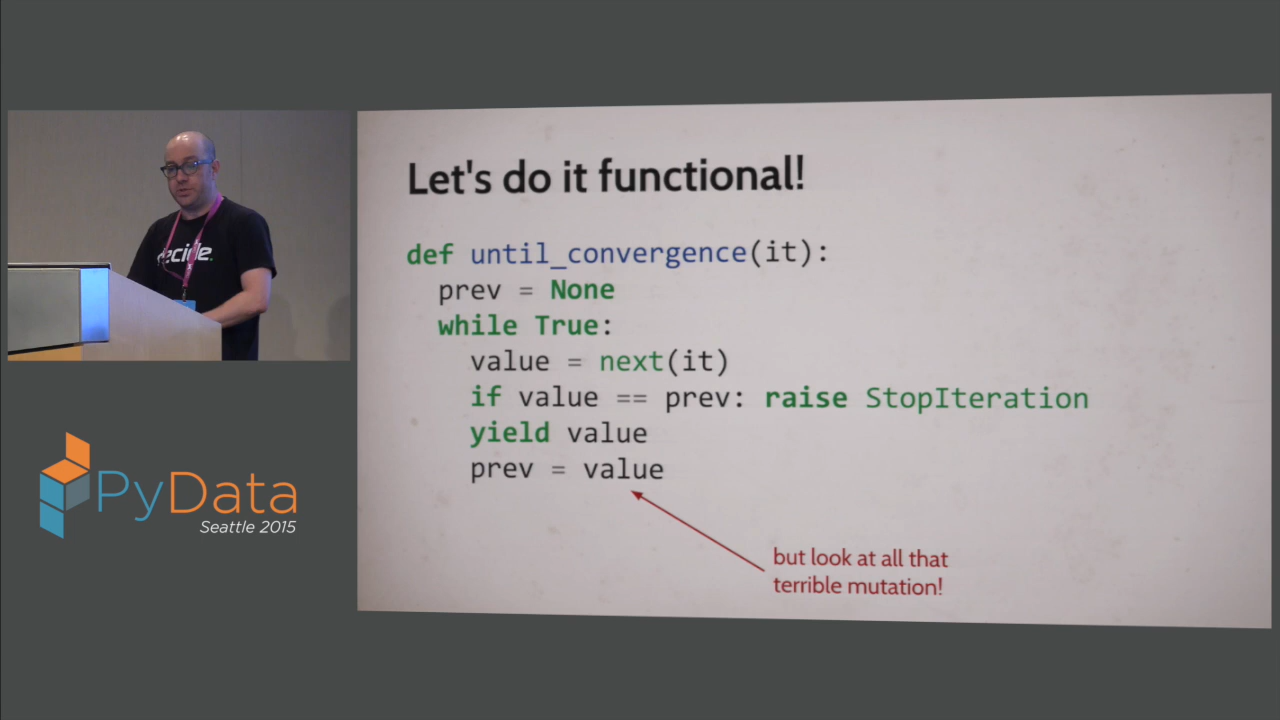 Let's do it functional!
def until_convergence(it):
prev = None
while True:
value = next(it)
if value == prev: raise StopIteration
yield value
prev = value
but look at all that
terrible mutation!
ecide.
PyData
Seattle 2015